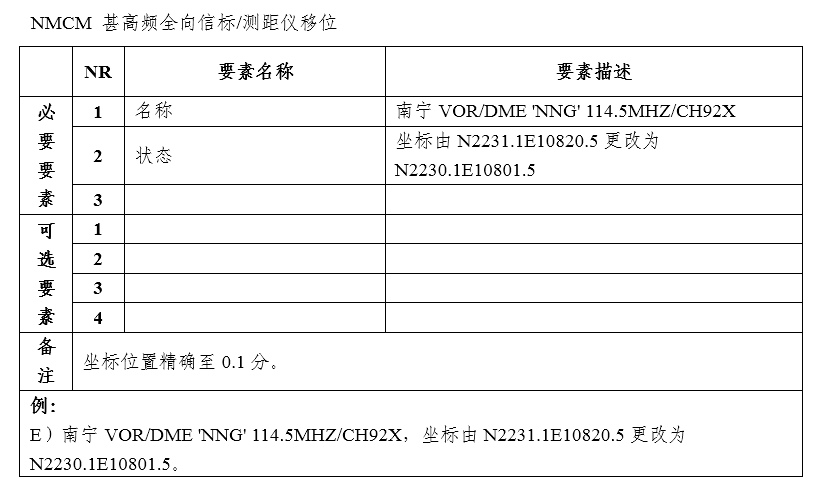 NMCM 甚高频全向信标/测距仪移位
NR 要素名称 要素描述
必要要素
1 名称 南宁 VOR/DME 'NNG' 114.5MHZ/CH92X
2 状态 坐标由 N2231.1E10820.5 更改为
N2230.1E10801.5
3
可选要素
1
2
3
4
备注 坐标位置精确至 0.1 分。
例：
E）南宁 VOR/DME 'NNG' 114.5MHZ/CH92X，坐标由 N2231.1E10820.5 更改为
N2230.1E10801.5。